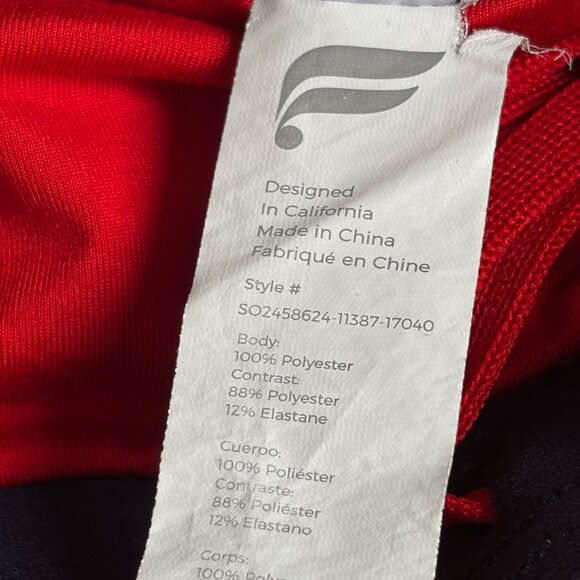 Designed
In California
Made in China
Fabriqué en Chine
Style #
SO2458624-11387-17040
Body:
100% Polyester
Contrast:
88% Polyester
12% Elastane
Cuerpo:
100% Poliéster
Contraste:
88% Poliéster
12% Elastano
Corps:
100%